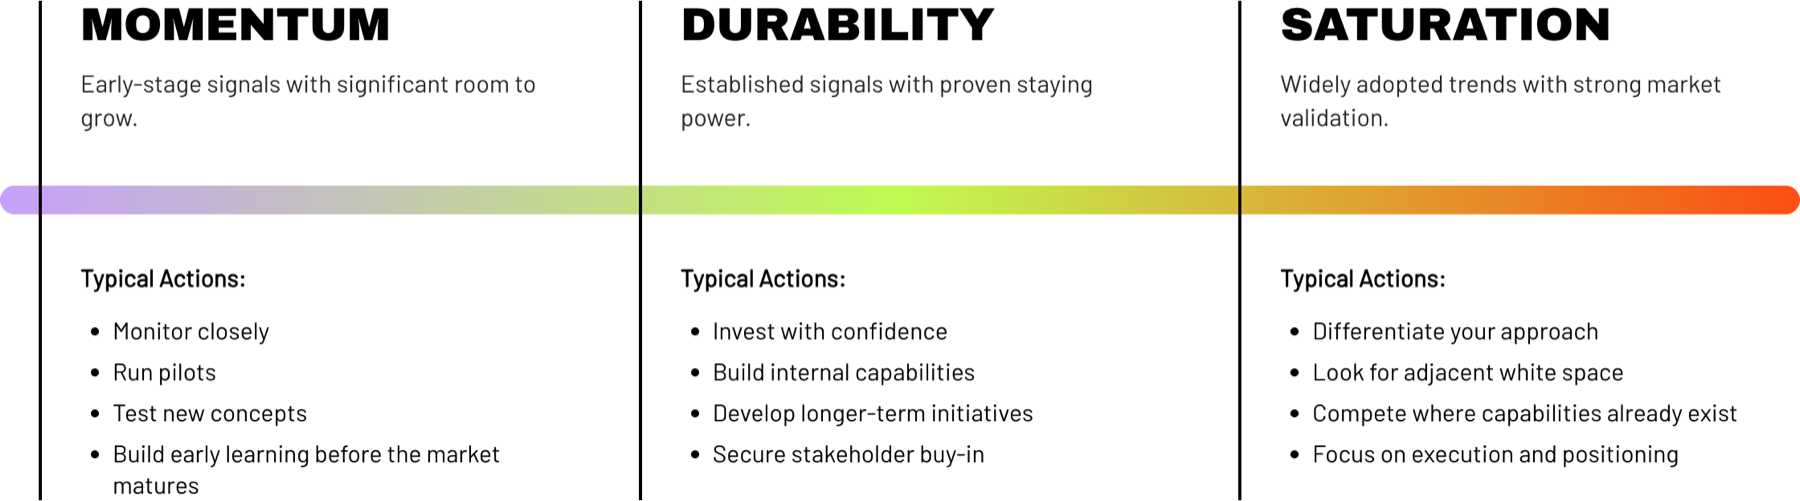 MOMENTUM
Early-stage signals with significant room to
grow.
Typical Actions:
• Monitor closely
• Run pilots
• Test new concepts
• Build early learning before the market
matures
DURABILITY
Established signals with proven staying
power.
Typical Actions:
• Invest with confidence
• Build internal capabilities
• Develop longer-term initiatives
• Secure stakeholder buy-in
SATURATION
Widely adopted trends with strong market
validation.
Typical Actions:
• Differentiate your approach
• Look for adjacent white space
• Compete where capabilities already exist
• Focus on execution and positioning